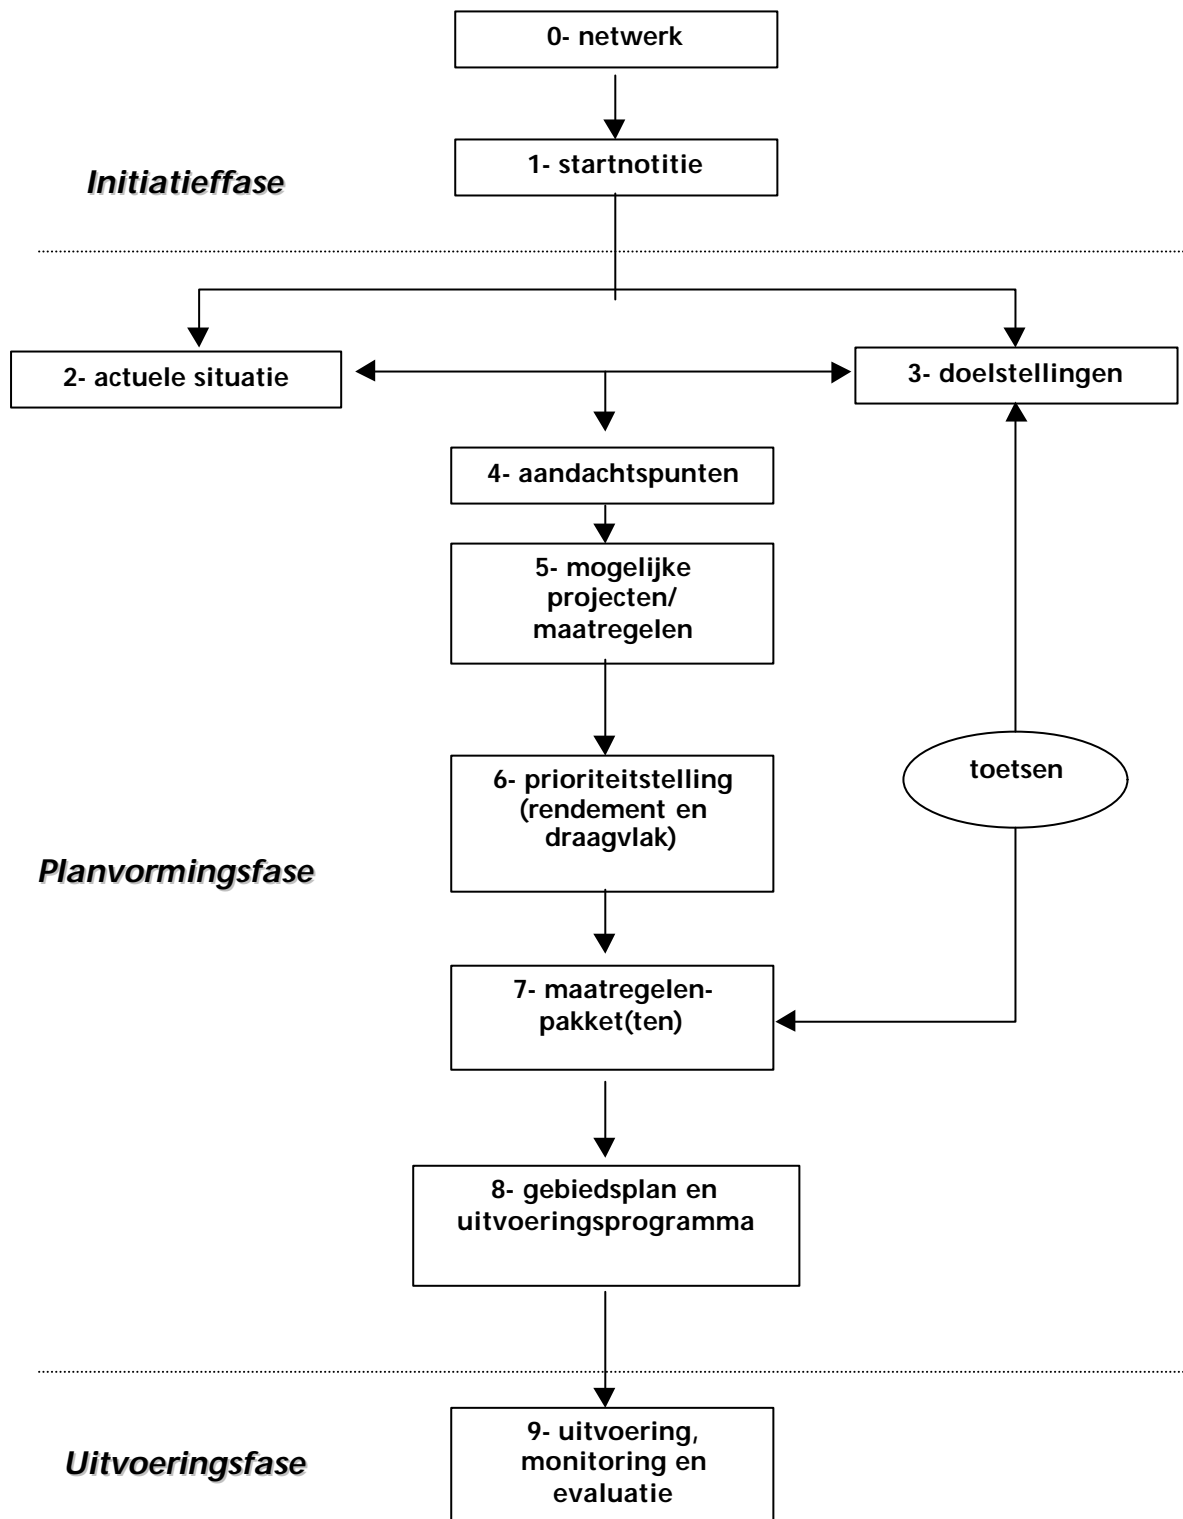 0- netwerk
1- startnotitie
Initiatieffase
2- actuele situatie
3- doelstellingen
4- aandachtspunten
5- mogelijke
projecten/
maatregelen
6- prioriteitstelling
(rendement en
draagvlak)
toetsen
Planvormingsfase
7- maatregelen-
pakket(ten)
8- gebiedsplan en
uitvoeringsprogramma
9- uitvoering,
monitoring en
evaluatie
Uitvoeringsfase